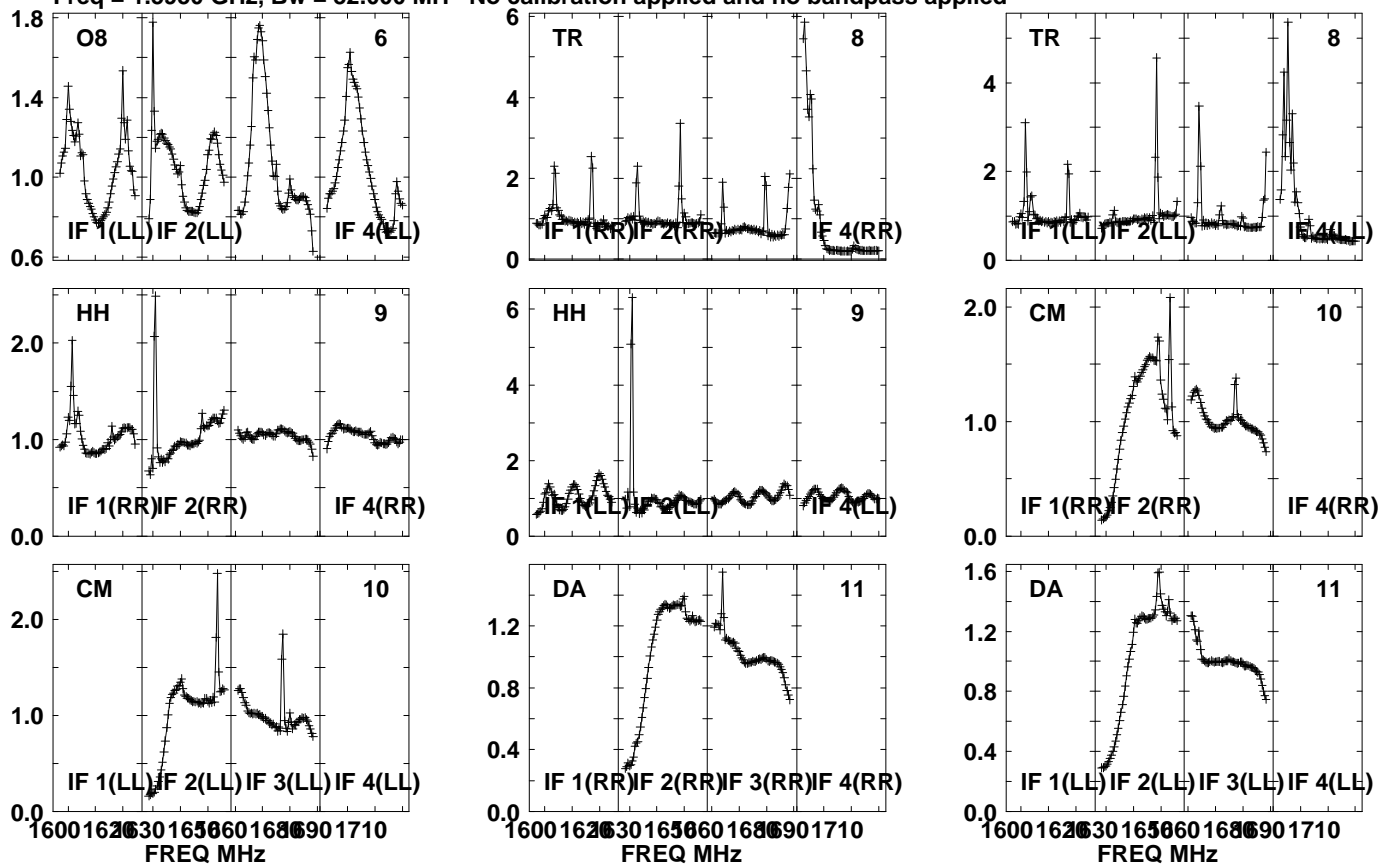 No calibration applied and no bandpass applied
1.8
O8
6
1.4
1.0
0.6
IF 1(LL)
IF 2(LL)
IF 4(LL)
6
TR
8
4
2
0
IF 1(RR)
IF 2(RR)
IF 4(RR)
TR
8
4
2
0
IF 1(LL)
IF 2(LL)
IF 4(LL)
HH
9
2.0
1.0
0.0
IF 1(RR)
IF 2(RR)
IF 4(RR)
6
HH
9
4
2
0
IF 1(LL)
IF 2(LL)
IF 4(LL)
2.0
CM
10
1.0
0.0
IF 1(RR)
IF 2(RR)
IF 4(RR)
CM
10
2.0
1.0
0.0
IF 1(LL)
IF 2(LL)
IF 3(LL)
IF 4(LL)
1600
1690
1710
FREQ MHz
DA
11
1.2
0.8
0.4
0.0
IF 1(RR)
IF 2(RR)
IF 3(RR)
IF 4(RR)
1600
1690
1710
FREQ MHz
1.6
DA
11
1.2
0.8
0.4
0.0
IF 1(LL)
IF 2(LL)
IF 3(LL)
IF 4(LL)
1600
1690
1710
FREQ MHz